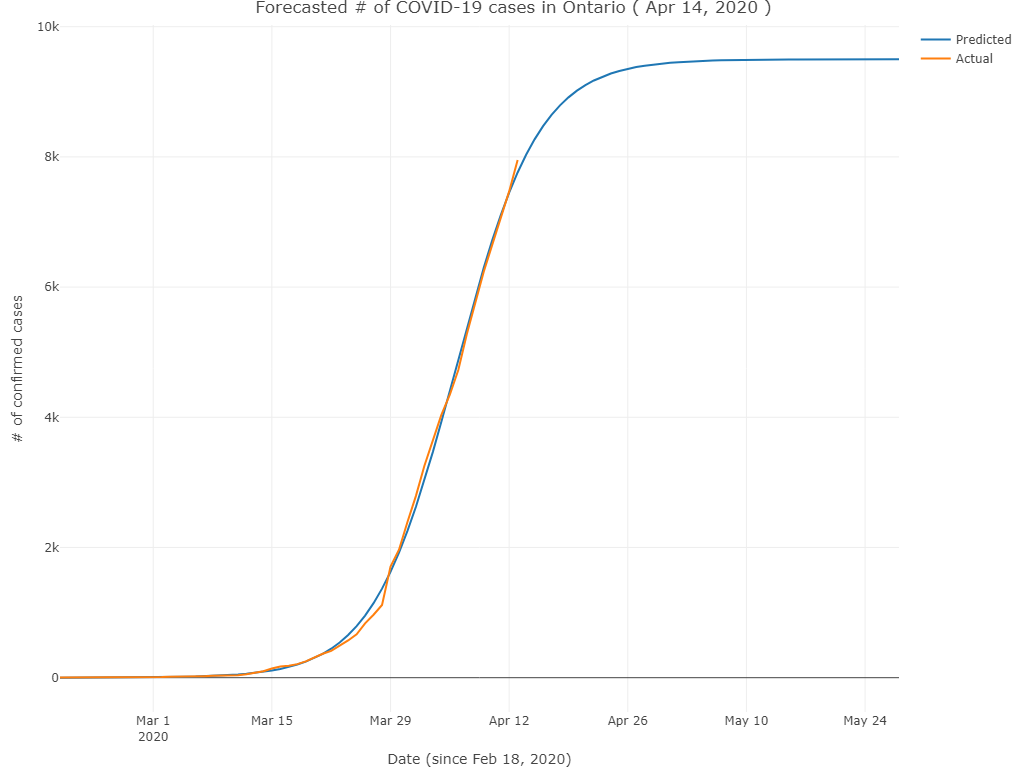 Forecasted # of COVID-19 cases in Ontario ( Apr 14, 2020 )
Predicted
Actual
10k
8k
6k
4k
2k
0
# of confirmed cases
Mar 1
2020
Mar 15
Mar 29
Apr 12
Apr 26
May 10
May 24
Date (since Feb 18, 2020)